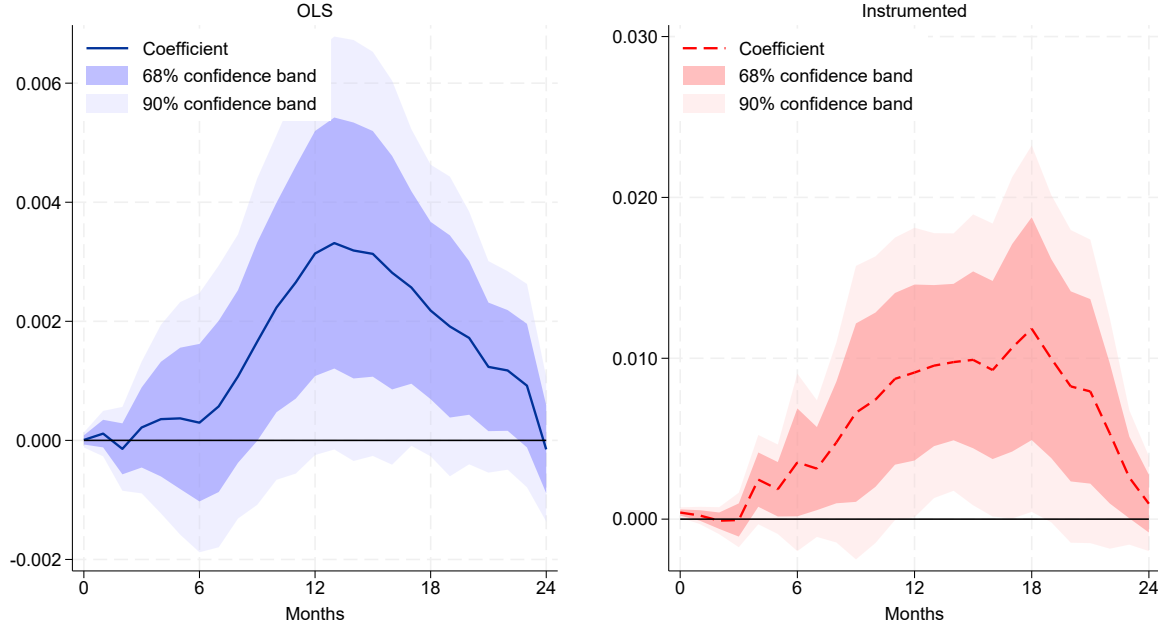 OLS
Coefficient
68% confidence band
90% confidence band
0.006
0.004
0.002
0.000
-0.002
0 6 12 18 24
Months
Instrumented
Coefficient
68% confidence band
90% confidence band
0.030
0.020
0.010
0.000
0 6 12 18 24
Months